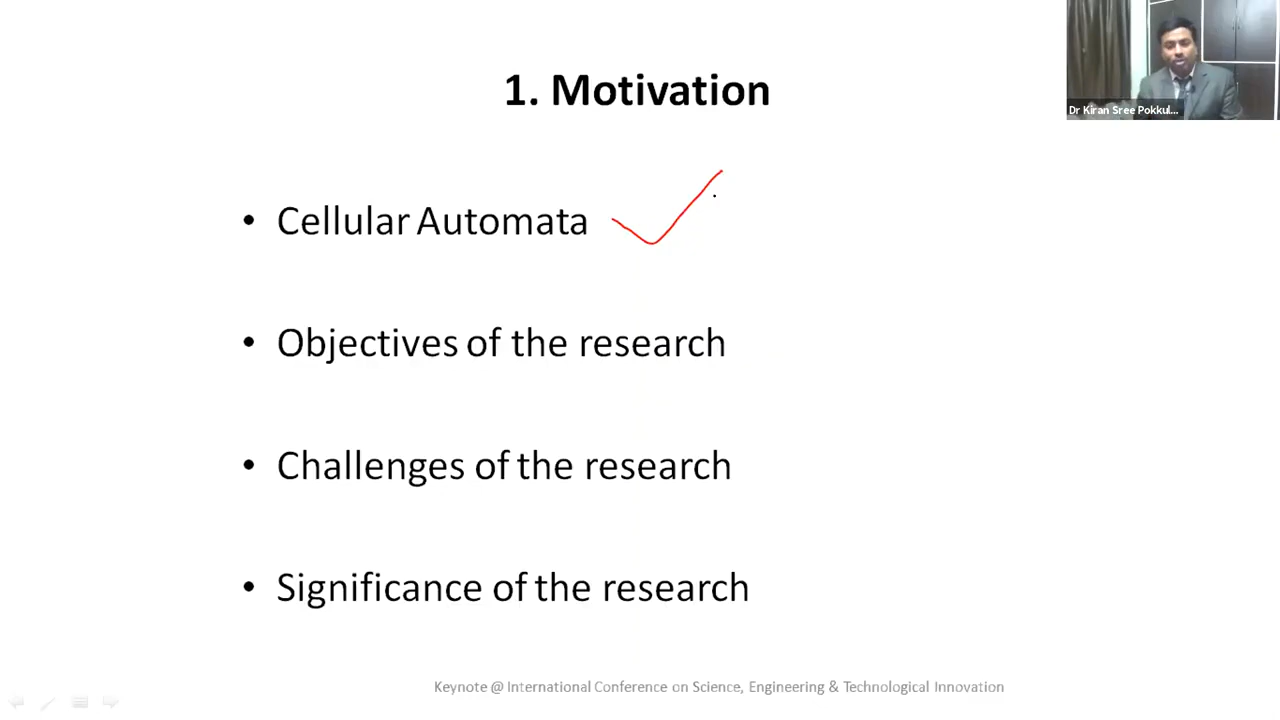 1. Motivation
Dr Kiran Sree Pokkul...
• Cellular Automata
• Objectives of the research
• Challenges of the research
• Significance of the research
Keynote @ International Conference on Science, Engineering & Technological Innovation